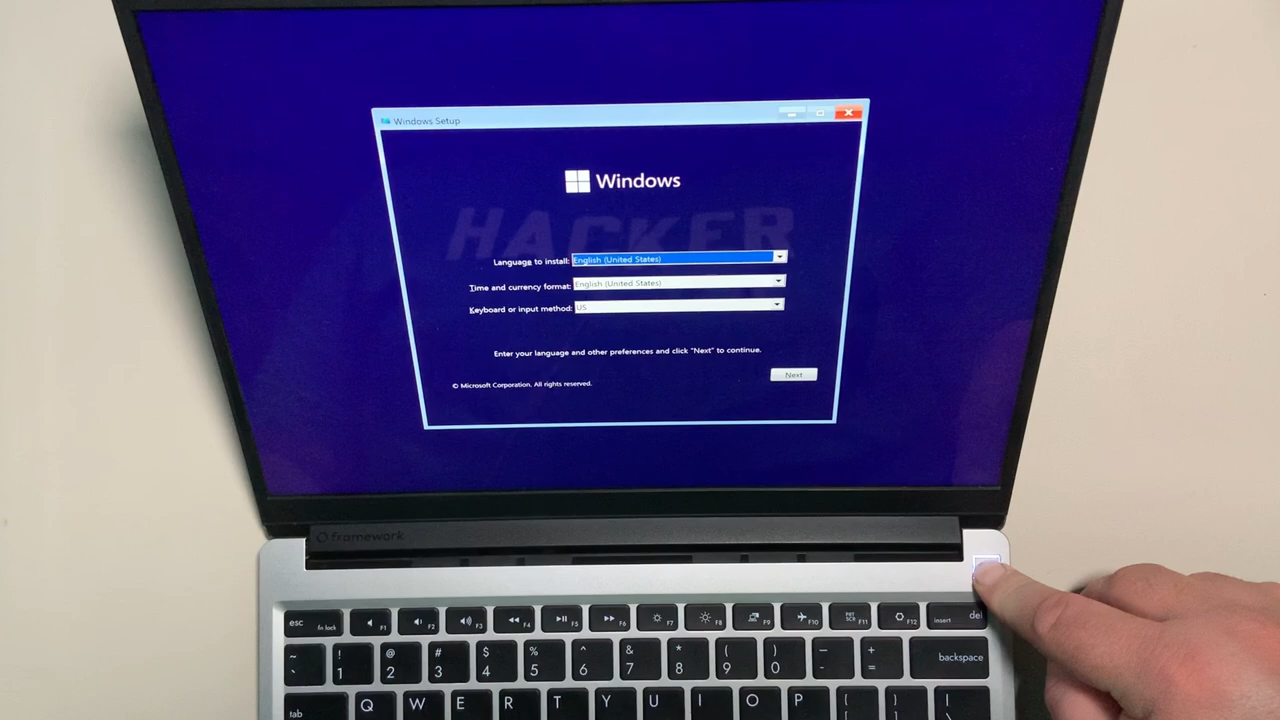 Windows Setup
Windows
HACKER
Language to install: English (United States)
Time and currency format: English (United States)
Keyboard or input method: US
Enter your language and other preferences and click "Next" to continue.
Next
© Microsoft Corporation. All rights reserved.
framework
esc fn lock F1 F2 F3 F4 F5 F6 F7 F8 F9 F10 prt scr F11 F12 insert del
~ ` ! 1 @ 2 # 3 $ 4 % 5 ^ 6 & 7 * 8 ( 9 ) 0 _ - + = backspace
tab Q W E R T Y U I O P { [ } ] | \